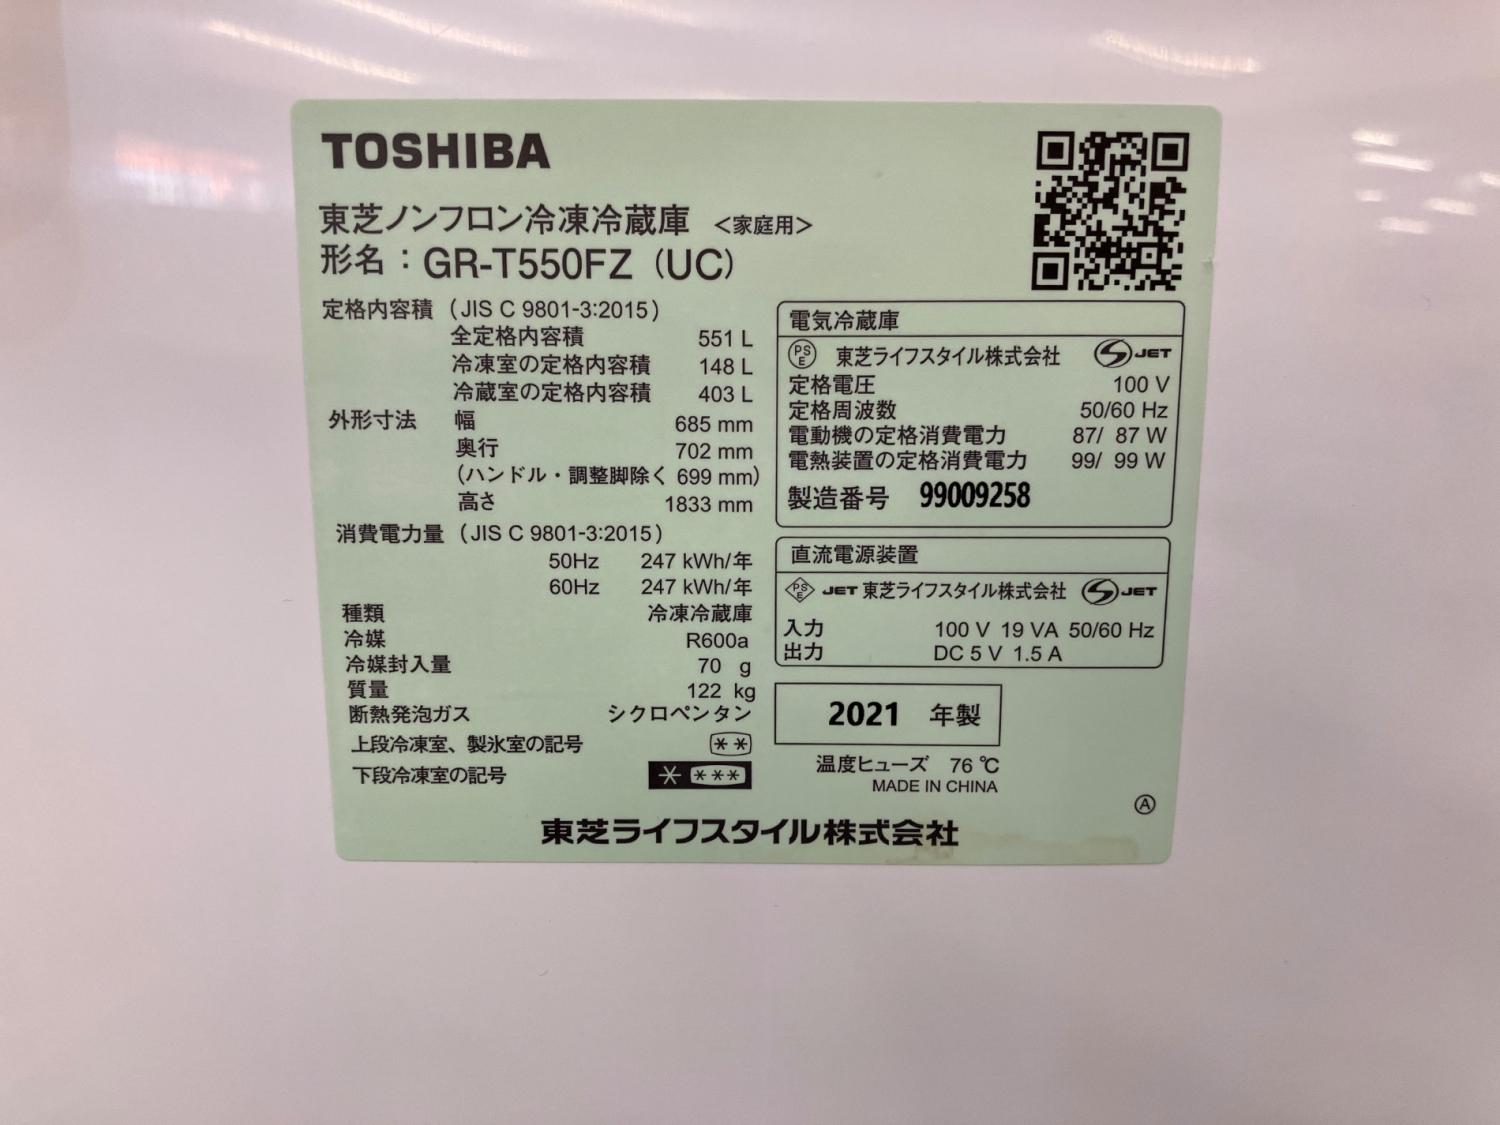 TOSHIBA
東芝ノンフロン冷凍冷蔵庫 <家庭用>
形名：GR-T550FZ (UC)
定格内容積 (JIS C 9801-3:2015)
全定格内容積 551 L
冷凍室の定格内容積 148 L
冷蔵室の定格内容積 403 L
外形寸法 幅 685 mm
奥行 702 mm
(ハンドル・調整脚除く 699 mm)
高さ 1833 mm
消費電力量 (JIS C 9801-3:2015)
50Hz 247 kWh/年
60Hz 247 kWh/年
種類 冷凍冷蔵庫
冷媒 R600a
冷媒封入量 70 g
質量 122 kg
断熱発泡ガス シクロペンタン
上段冷凍室、製氷室の記号 **
下段冷凍室の記号 * ***
電気冷蔵庫
PS E 東芝ライフスタイル株式会社 S JET
定格電圧 100 V
定格周波数 50/60 Hz
電動機の定格消費電力 87/ 87 W
電熱装置の定格消費電力 99/ 99 W
製造番号 99009258
直流電源装置
PS E JET 東芝ライフスタイル株式会社 S JET
入力 100 V 19 VA 50/60 Hz
出力 DC 5 V 1.5 A
2021 年製
温度ヒューズ 76 ℃
MADE IN CHINA
Ⓐ
東芝ライフスタイル株式会社